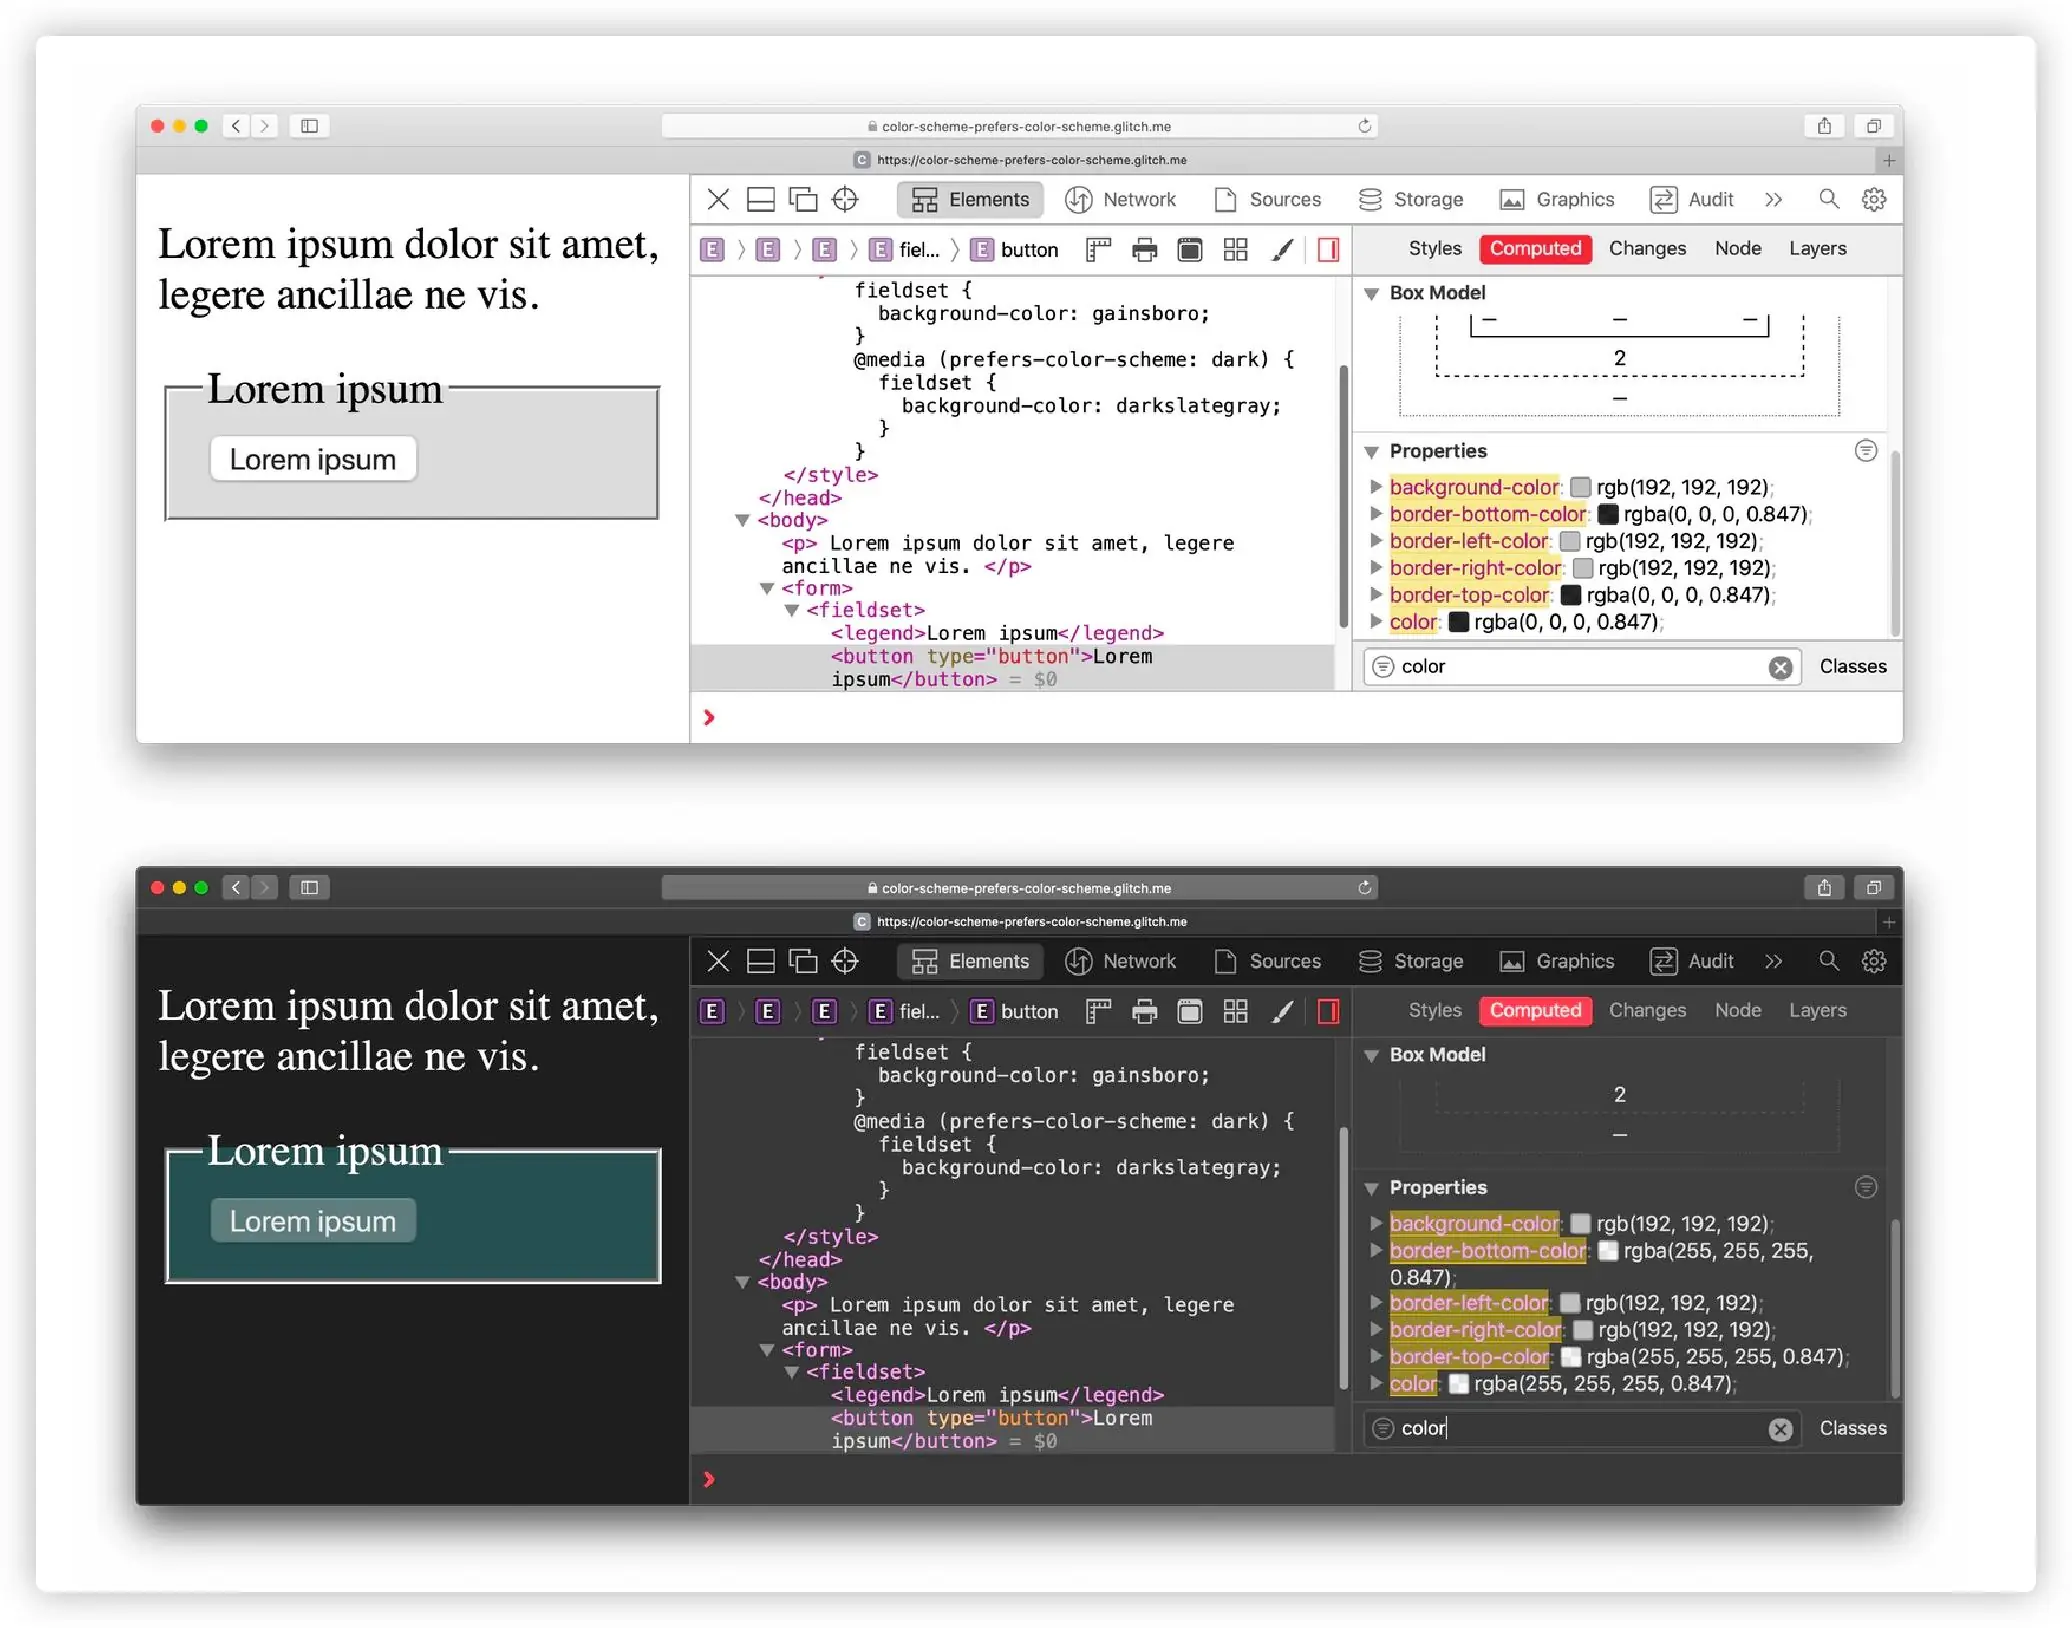 color-scheme-prefers-color-scheme.glitch.me
C https://color-scheme-prefers-color-scheme.glitch.me
Elements Network Sources Storage Graphics Audit
E E E E fiel... E button
Styles Computed Changes Node Layers
Lorem ipsum dolor sit amet,
legere ancillae ne vis.
Lorem ipsum
Lorem ipsum
fieldset {
background-color: gainsboro;
}
@media (prefers-color-scheme: dark) {
fieldset {
background-color: darkslategray;
}
}
</style>
</head>
<body>
<p> Lorem ipsum dolor sit amet, legere
ancillae ne vis. </p>
<form>
<fieldset>
<legend>Lorem ipsum</legend>
<button type="button">Lorem
ipsum</button> = $0
Box Model
– – –
2
–
Properties
background-color: rgb(192, 192, 192);
border-bottom-color: rgba(0, 0, 0, 0.847);
border-left-color: rgb(192, 192, 192);
border-right-color: rgb(192, 192, 192);
border-top-color: rgba(0, 0, 0, 0.847);
color: rgba(0, 0, 0, 0.847);
color Classes
color-scheme-prefers-color-scheme.glitch.me
C https://color-scheme-prefers-color-scheme.glitch.me
Elements Network Sources Storage Graphics Audit
E E E E fiel... E button
Styles Computed Changes Node Layers
Lorem ipsum dolor sit amet,
legere ancillae ne vis.
Lorem ipsum
Lorem ipsum
fieldset {
background-color: gainsboro;
}
@media (prefers-color-scheme: dark) {
fieldset {
background-color: darkslategray;
}
}
</style>
</head>
<body>
<p> Lorem ipsum dolor sit amet, legere
ancillae ne vis. </p>
<form>
<fieldset>
<legend>Lorem ipsum</legend>
<button type="button">Lorem
ipsum</button> = $0
Box Model
2
–
Properties
background-color: rgb(192, 192, 192);
border-bottom-color: rgba(255, 255, 255,
0.847);
border-left-color: rgb(192, 192, 192);
border-right-color: rgb(192, 192, 192);
border-top-color: rgba(255, 255, 255, 0.847);
color: rgba(255, 255, 255, 0.847);
color Classes